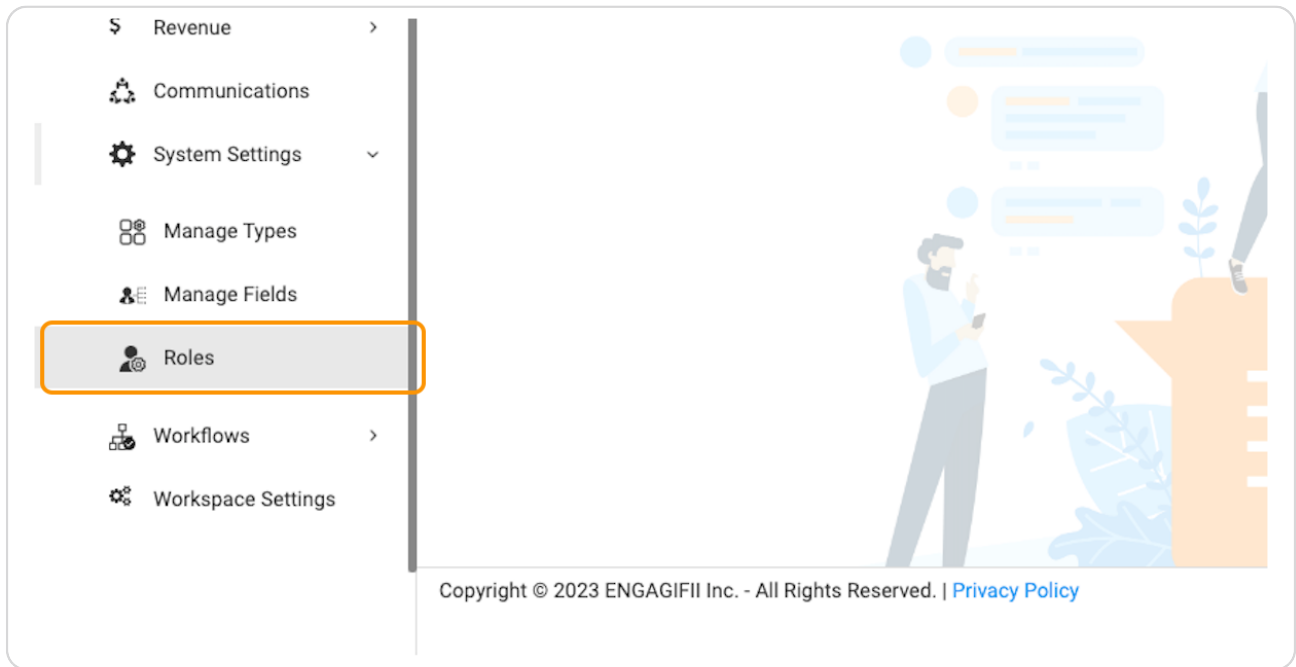 $ Revenue
Communications
System Settings
Manage Types
Manage Fields
Roles
Workflows
Workspace Settings
Copyright © 2023 ENGAGIFII Inc. - All Rights Reserved. | Privacy Policy